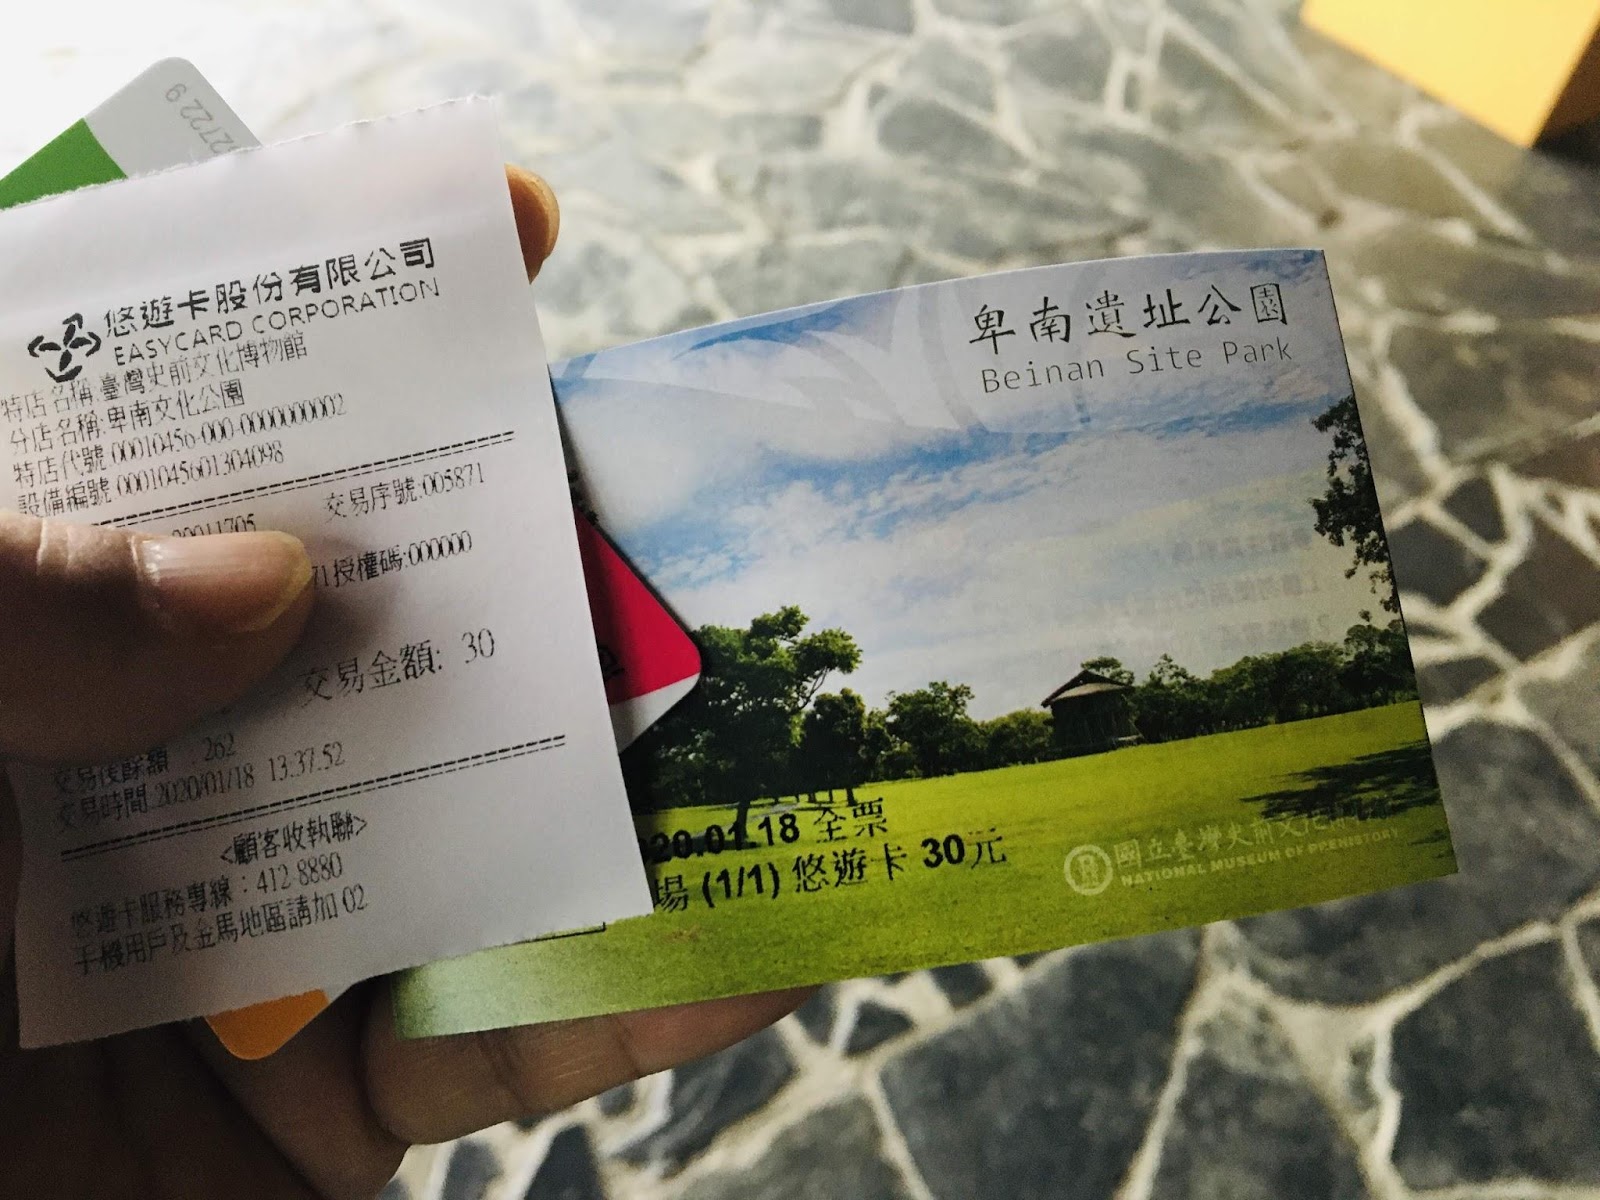 27229
悠遊卡股份有限公司
EASYCARD CORPORATION
特店名稱:臺灣史前文化博物館
分店名稱:卑南文化公園
特店代號:00010456-000-0000000002
設備編號:0001045601304098
20011705 交易序號:005871
71 授權碼:000000
交易金額: 30
交易後餘額 : 262
交易時間:2020/01/18 13:37:52
<顧客收執聯>
悠遊卡服務專線:412-8880
手機用戶及金馬地區請加 02
卑南遺址公園
Beinan Site Park
020.01.18 全票
場 (1/1) 悠遊卡 30元
國立臺灣史前文化博物館
NATIONAL MUSEUM OF PREHISTORY